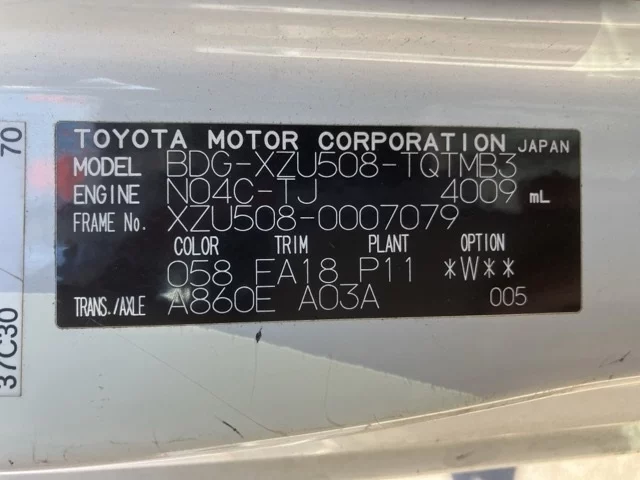 TOYOTA MOTOR CORPORATION JAPAN
MODEL BDG-XZU508-TQTMB3
ENGINE N04C-TJ 4009 mL
FRAME No. XZU508-0007079
COLOR TRIM PLANT OPTION
058 FA18 P11 *W**
TRANS./AXLE A860E A03A 005
37C30 70